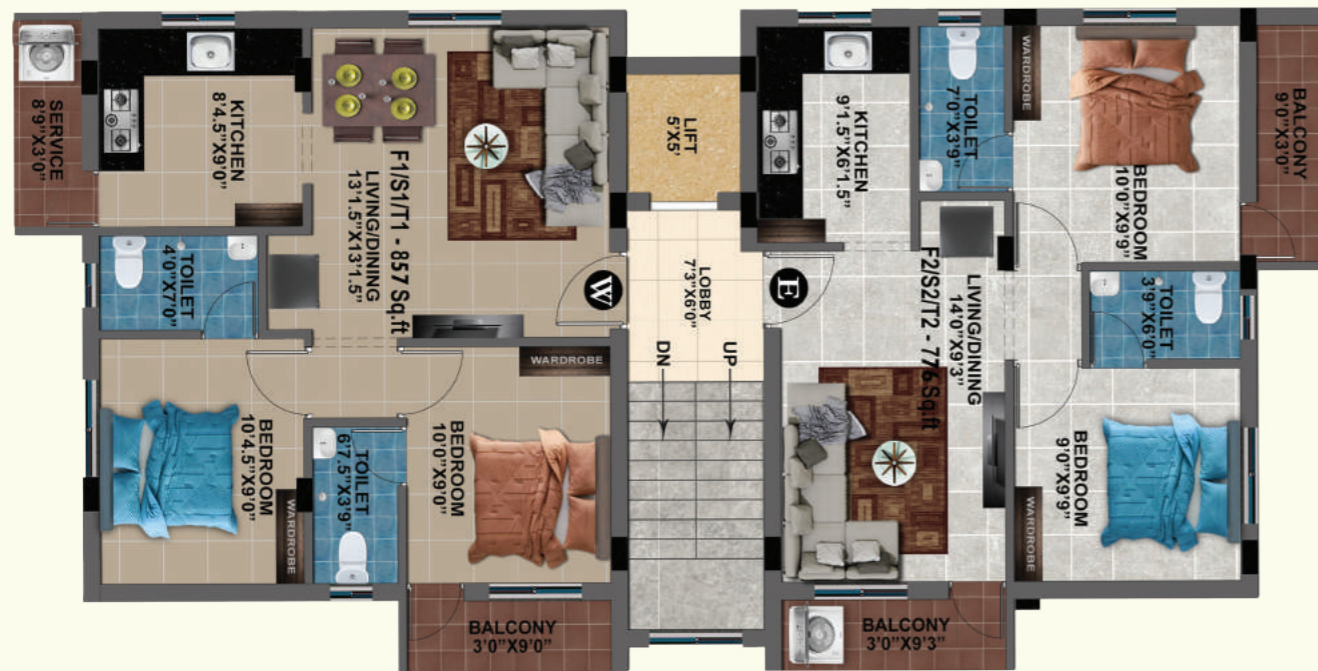 SERVICE
8'9"X3'0"
KITCHEN
8'4.5"X9'0"
F1/S1/T1 - 857 Sq.ft
LIVING/DINING
13'1.5"X13'1.5"
TOILET
4'0"X7'0"
WARDROBE
BEDROOM
10'4.5"X9'0"
WARDROBE
TOILET
6'7.5"X3'9"
BEDROOM
10'0"X9'0"
BALCONY
3'0"X9'0"
LIFT
5'X5'
W
LOBBY
7'3"X6'0"
E
DN
UP
KITCHEN
9'1.5"X6'1.5"
TOILET
7'0"X3'9"
WARDROBE
BEDROOM
10'0"X9'9"
BALCONY
9'0"X3'0"
F2/S2/T2 - 776 Sq.ft
LIVING/DINING
14'0"X9'3"
TOILET
3'9"X6'0"
BEDROOM
9'0"X9'9"
WARDROBE
BALCONY
3'0"X9'3"